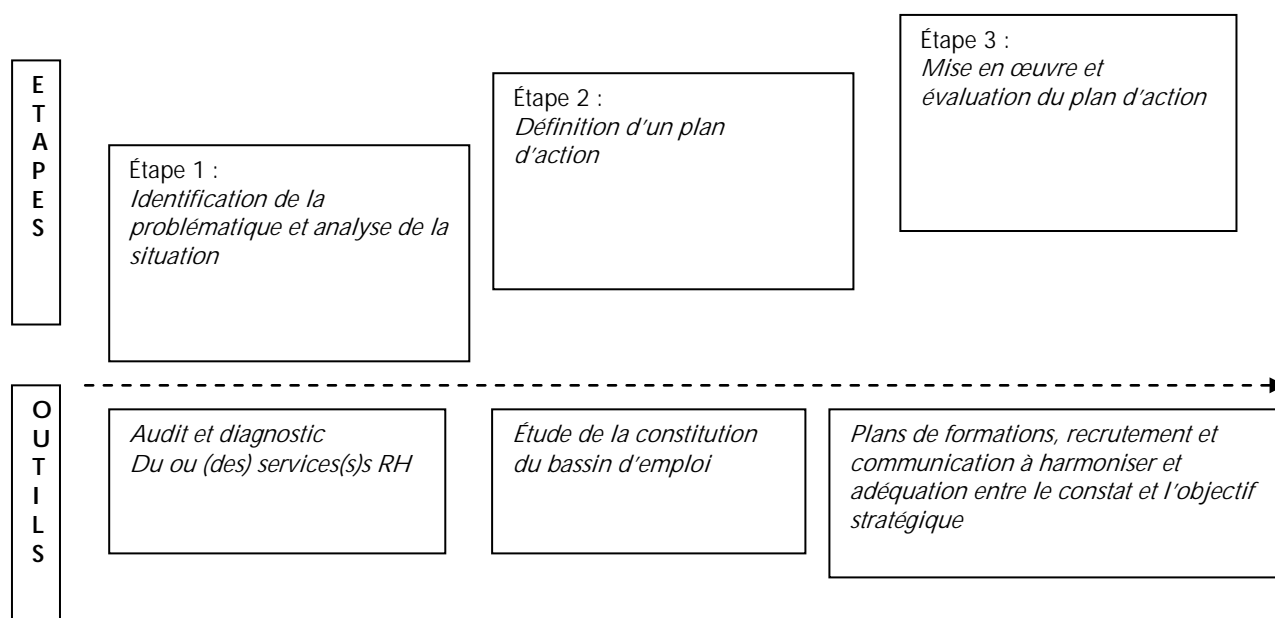 ETAPES
Étape 1 :
Identification de la
problématique et analyse de la
situation
Étape 2 :
Définition d’un plan
d’action
Étape 3 :
Mise en œuvre et
évaluation du plan d’action
OUTILS
Audit et diagnostic
Du ou (des) services(s)s RH
Étude de la constitution
du bassin d’emploi
Plans de formations, recrutement et
communication à harmoniser et
adéquation entre le constat et l’objectif
stratégique